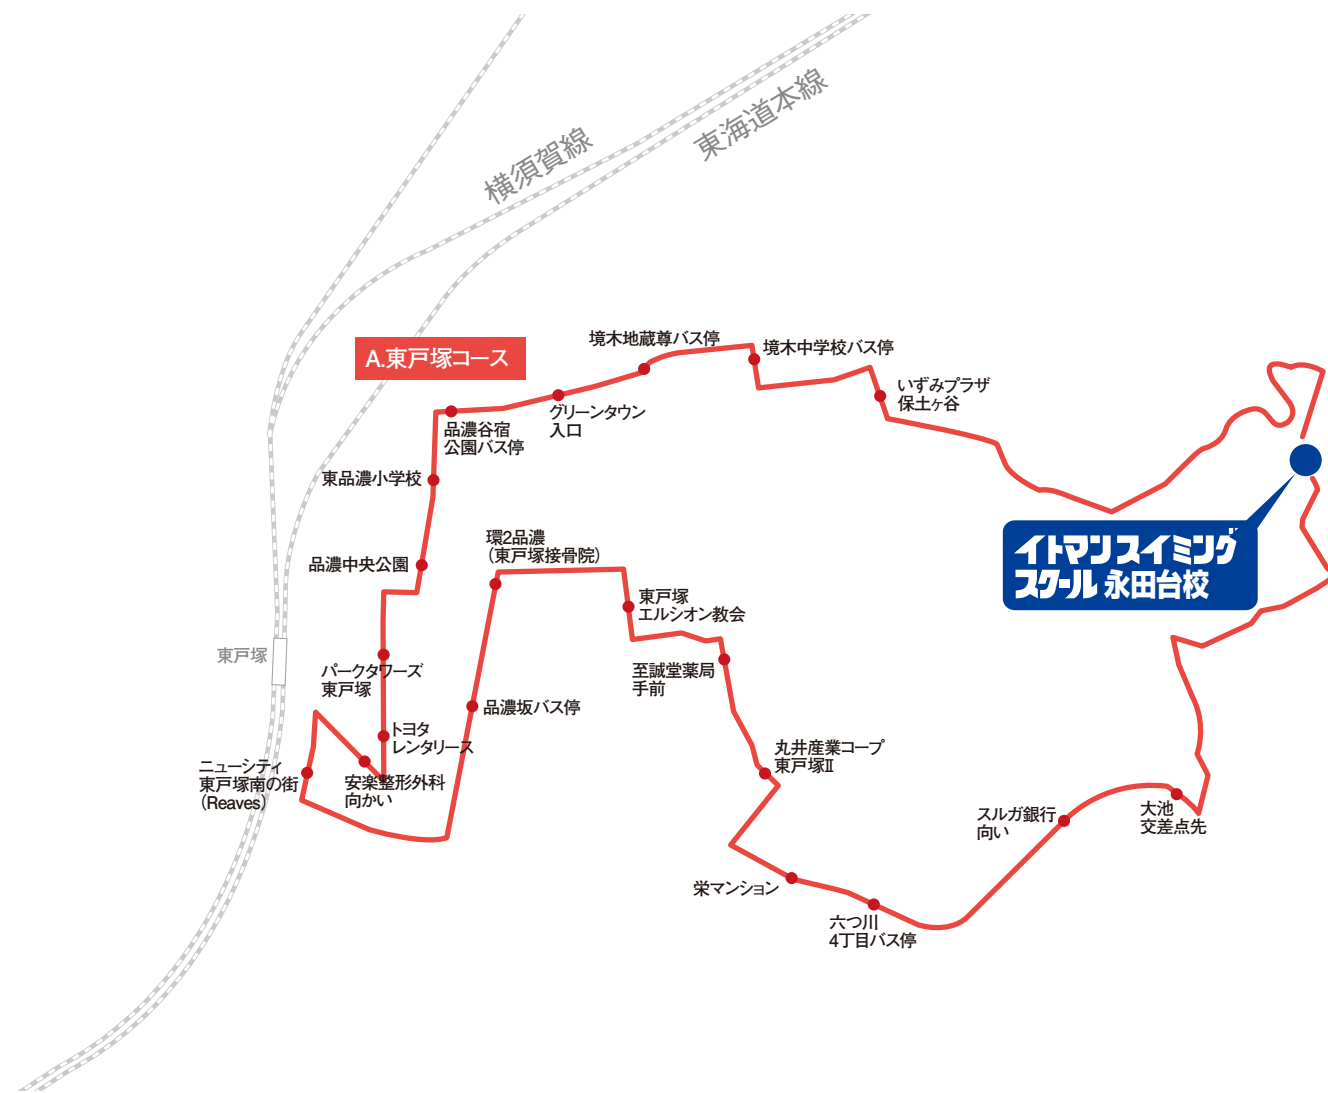 横須賀線
東海道本線
A.東戸塚コース
境木地蔵尊バス停
境木中学校バス停
いずみプラザ
保土ヶ谷
グリーンタウン
入口
品濃谷宿
公園バス停
東品濃小学校
品濃中央公園
環2品濃
（東戸塚接骨院）
東戸塚
エルシオン教会
イトマンスイミング
スクール 永田台校
東戸塚
パークタワーズ
東戸塚
至誠堂薬局
手前
品濃坂バス停
トヨタ
レンタリース
ニューシティ
東戸塚南の街
（Reaves）
安楽整形外科
向かい
丸井産業コープ
東戸塚Ⅱ
スルガ銀行
向い
大池
交差点先
栄マンション
六つ川
4丁目バス停